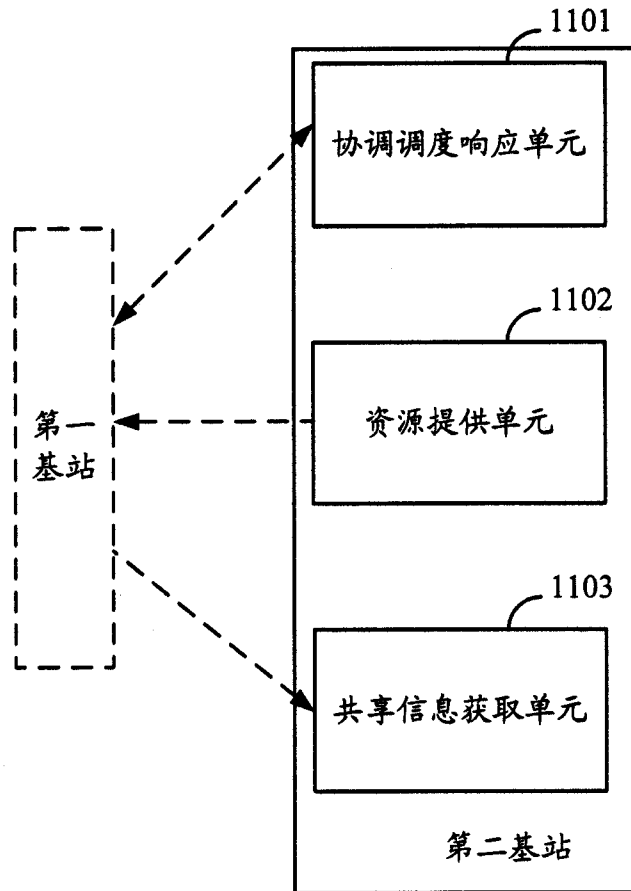 1101
协调调度响应单元
1102
资源提供单元
第一
基站
1103
共享信息获取单元
第二基站